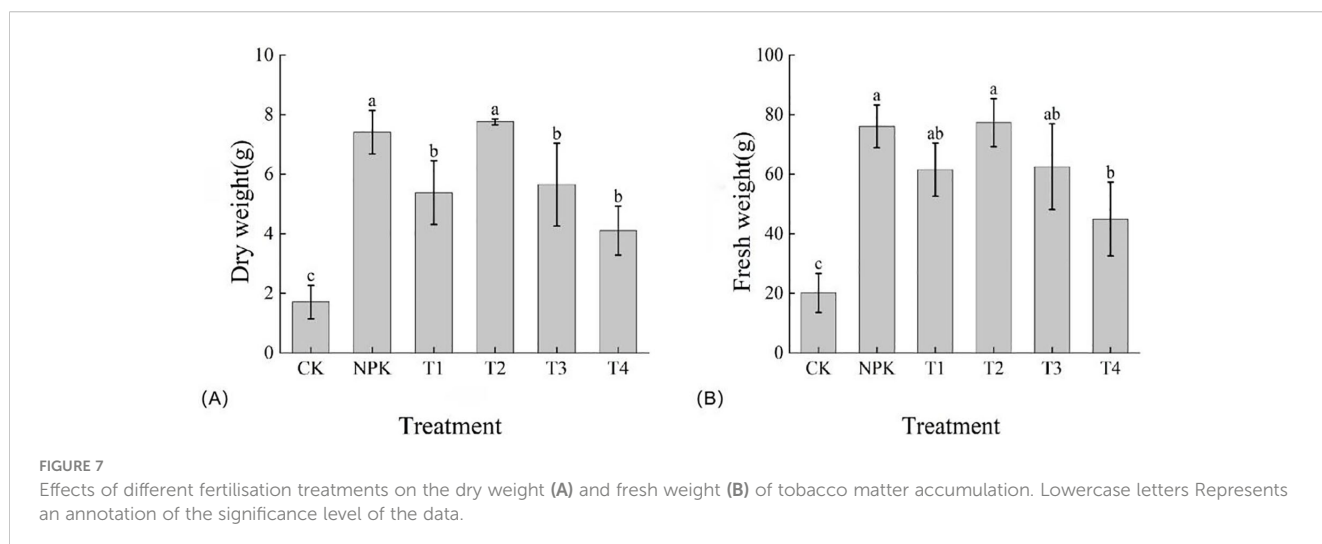 10
8
6
4
2
0
Dry weight(g)
c
a
b
a
b
b
CK NPK T1 T2 T3 T4
(A)
Treatment
100
80
60
40
20
0
Fresh weight(g)
c
a
ab
a
ab
b
CK NPK T1 T2 T3 T4
(B)
Treatment
FIGURE 7
Effects of different fertilisation treatments on the dry weight (A) and fresh weight (B) of tobacco matter accumulation. Lowercase letters Represents
an annotation of the significance level of the data.